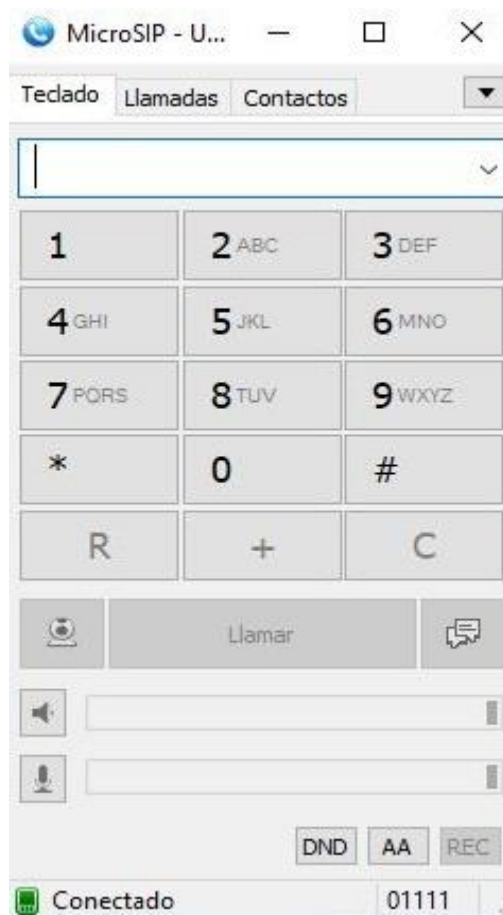 MicroSIP - U...
Teclado Llamadas Contactos
1 2 ABC 3 DEF
4 GHI 5 JKL 6 MNO
7 PQRS 8 TUV 9 WXYZ
* 0 #
R + C
Llamar
DND AA REC
Conectado 01111